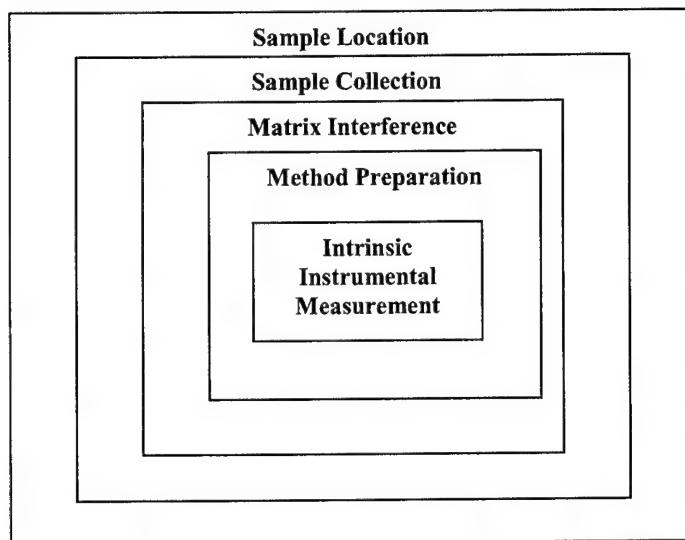 Sample Location
Sample Collection
Matrix Interference
Method Preparation
Intrinsic
Instrumental
Measurement